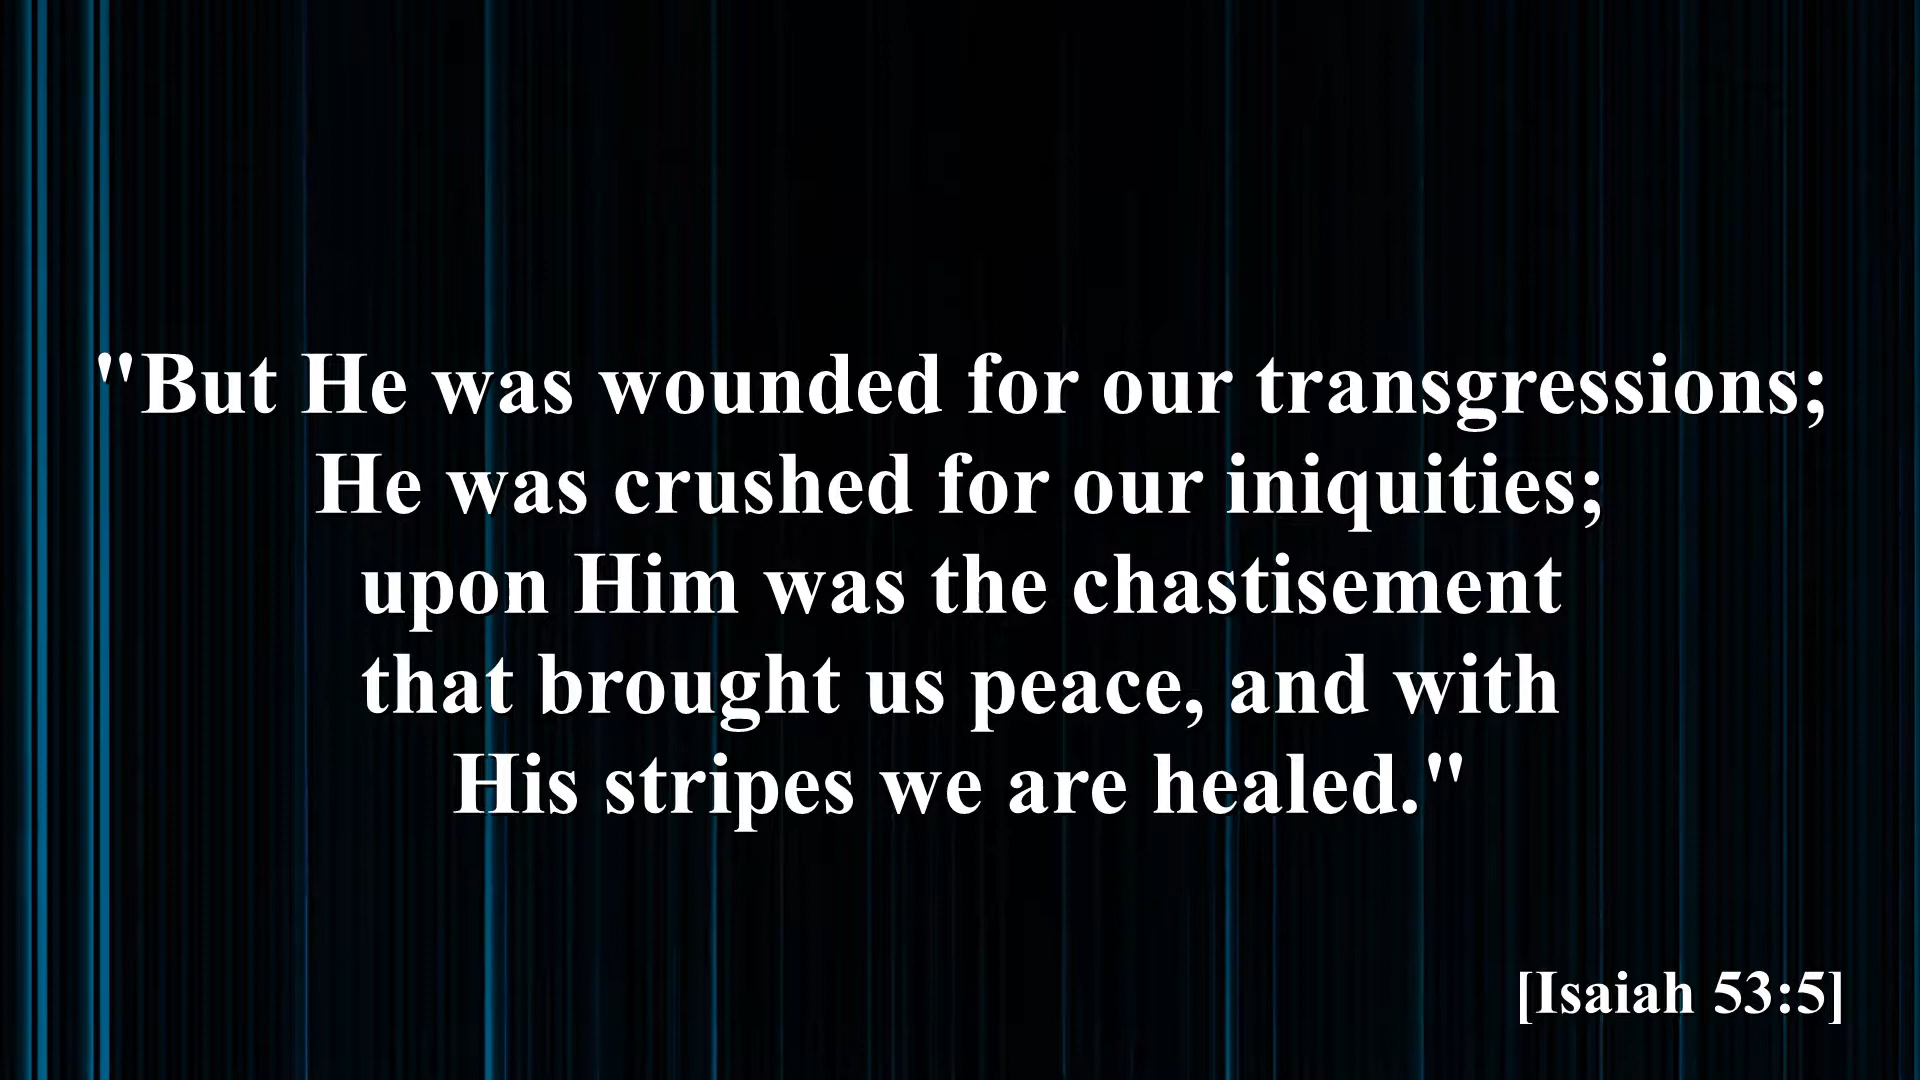 "But He was wounded for our transgressions;
He was crushed for our iniquities;
upon Him was the chastisement
that brought us peace, and with
His stripes we are healed."
[Isaiah 53:5]